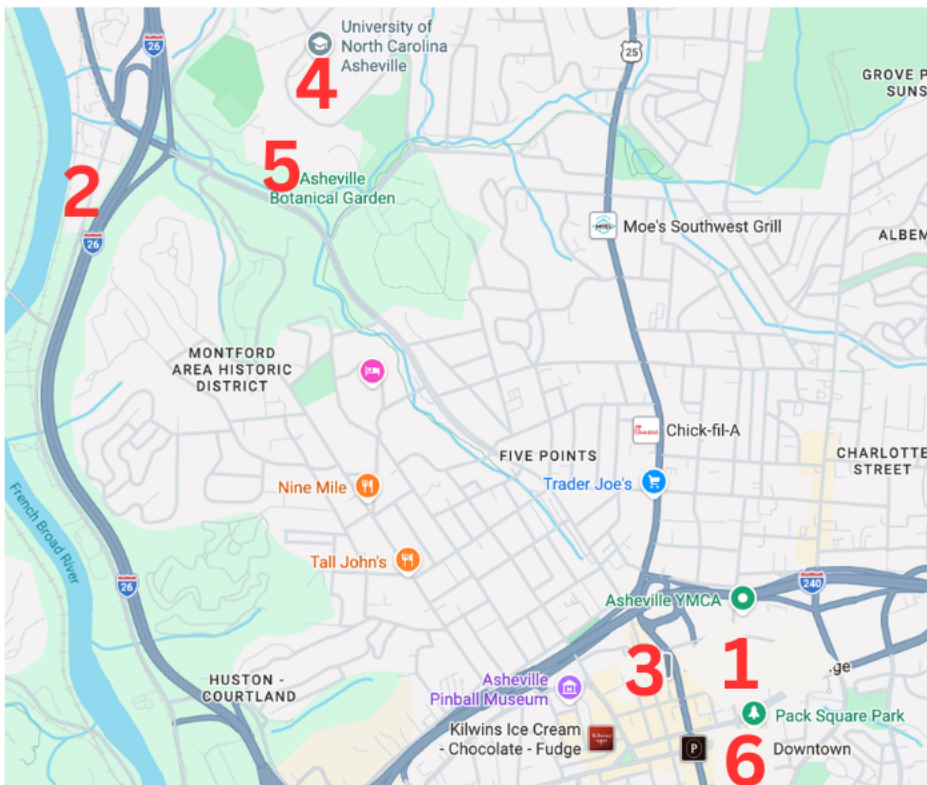 26
University of
North Carolina
Asheville
4
25
GROVE P
SUNS
5
Asheville
Botanical Garden
2
26
Moe's Southwest Grill
ALBEM
MONTFORD
AREA HISTORIC
DISTRICT
Chick-fil-A
FIVE POINTS
CHARLOTTE
STREET
Nine Mile
Trader Joe's
French Broad River
Tall John's
26
240
Asheville YMCA
HUSTON -
COURTLAND
3
1
ge
Asheville
Pinball Museum
Pack Square Park
Kilwins Ice Cream
- Chocolate - Fudge
Kilwins
P
6
Downtown